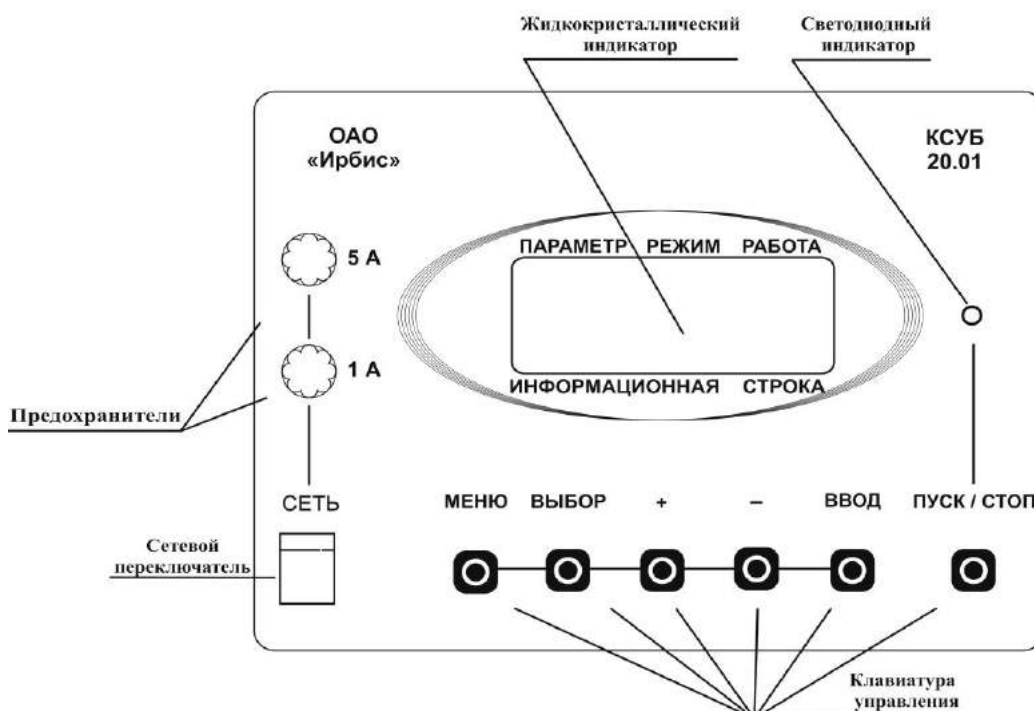 Жидкокристаллический
индикатор
Светодиодный
индикатор
ОАО
«Ирбис»
КСУБ
20.01
ПАРАМЕТР РЕЖИМ РАБОТА
5 А
1 А
ИНФОРМАЦИОННАЯ СТРОКА
Предохранители
СЕТЬ
МЕНЮ ВЫБОР + – ВВОД ПУСК / СТОП
Сетевой
переключатель
Клавиатура
управления